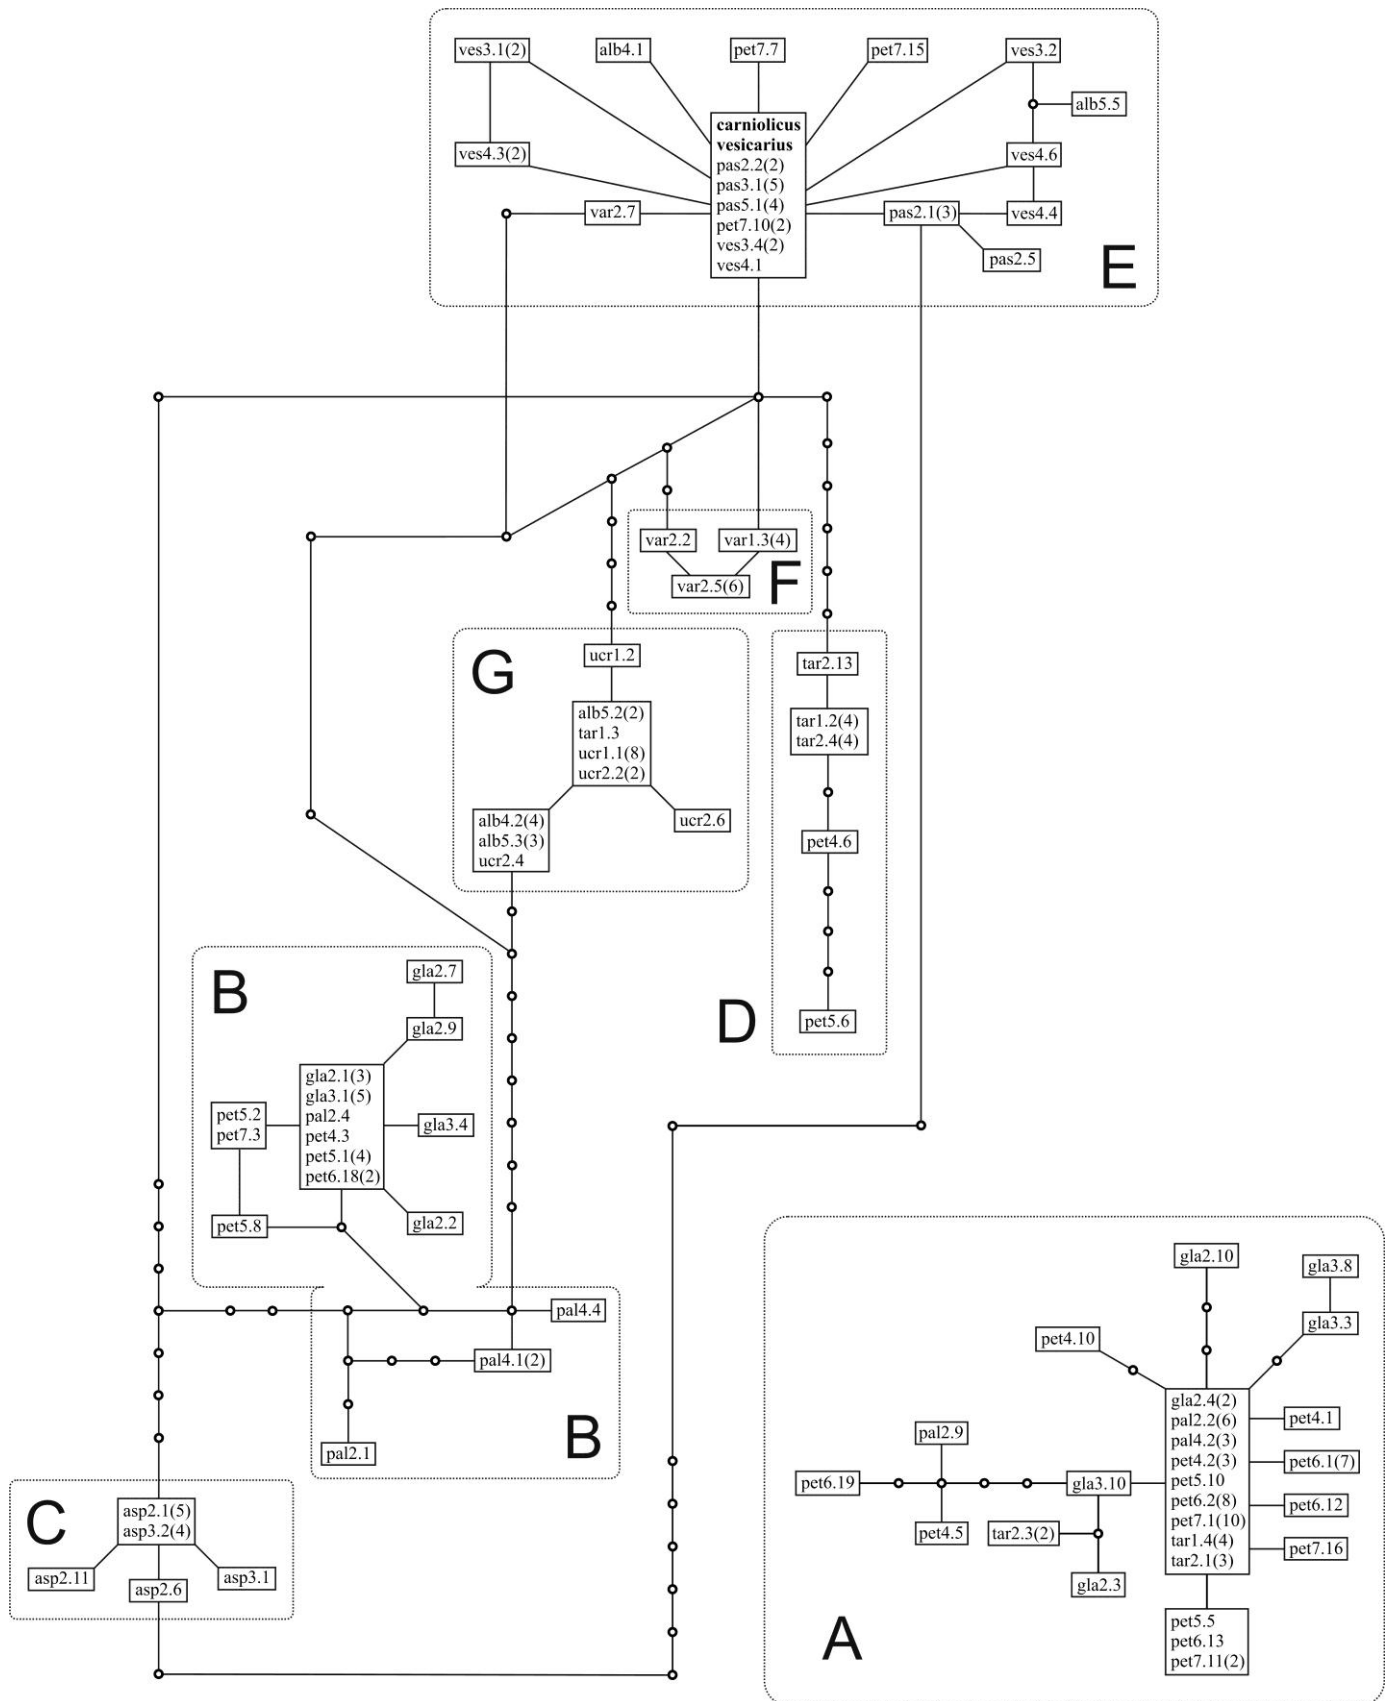 ves3.1(2)
alb4.1
pet7.7
pet7.15
ves3.2
alb5.5
carniolicus
vesicarius
pas2.2(2)
pas3.1(5)
pas5.1(4)
pet7.10(2)
ves3.4(2)
ves4.1
ves4.3(2)
ves4.6
var2.7
pas2.1(3)
ves4.4
pas2.5
E
var2.2
var1.3(4)
var2.5(6)
F
G
ucr1.2
alb5.2(2)
tar1.3
ucr1.1(8)
ucr2.2(2)
alb4.2(4)
alb5.3(3)
ucr2.4
ucr2.6
tar2.13
tar1.2(4)
tar2.4(4)
pet4.6
pet5.6
D
B
gla2.7
gla2.9
gla2.1(3)
gla3.1(5)
pal2.4
pet4.3
pet5.1(4)
pet6.18(2)
pet5.2
pet7.3
gla3.4
pet5.8
gla2.2
pal4.4
pal4.1(2)
pal2.1
B
C
asp2.1(5)
asp3.2(4)
asp2.11
asp2.6
asp3.1
gla2.10
gla3.8
gla3.3
pet4.10
gla2.4(2)
pal2.2(6)
pal4.2(3)
pet4.2(3)
pet5.10
pet6.2(8)
pet7.1(10)
tar1.4(4)
tar2.1(3)
pet4.1
pet6.1(7)
pet6.12
pet7.16
pal2.9
pet6.19
gla3.10
pet4.5
tar2.3(2)
gla2.3
pet5.5
pet6.13
pet7.11(2)
A